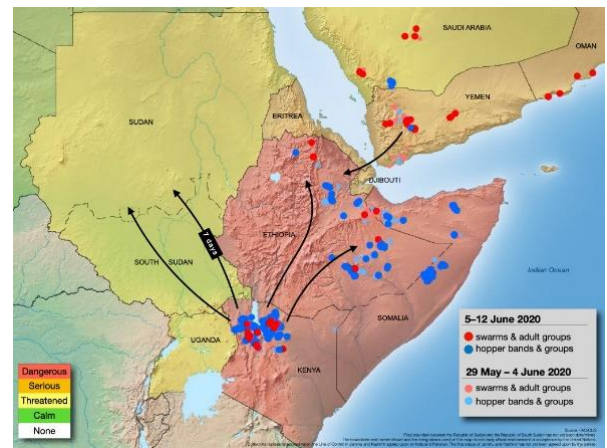 SAUDI ARABIA
OMAN
YEMEN
SUDAN
ERITREA
DJIBOUTI
ETHIOPIA
SOUTH SUDAN
7 days
Indian Ocean
SOMALIA
UGANDA
KENYA
5–12 June 2020
swarms & adult groups
hopper bands & groups
29 May – 4 June 2020
swarms & adult groups
hopper bands & groups
Dangerous
Serious
Threatened
Calm
None